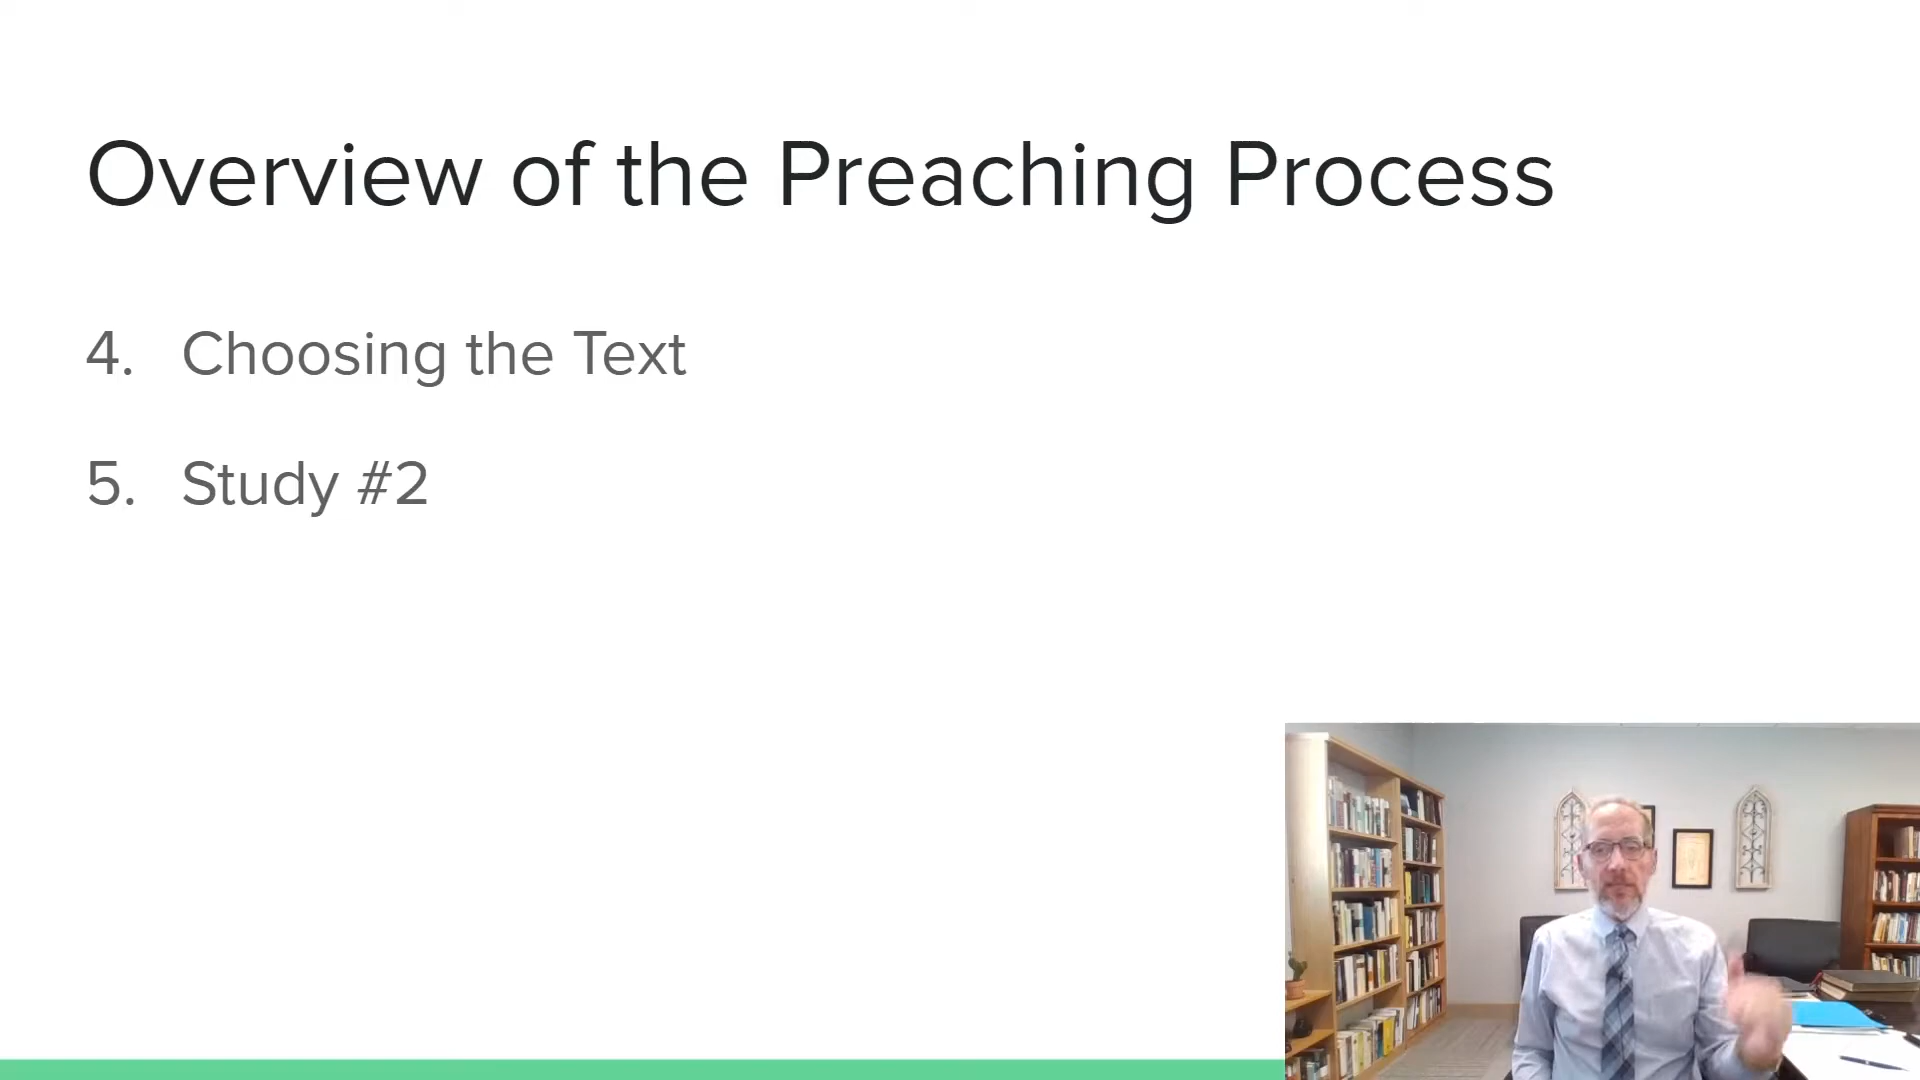 Overview of the Preaching Process
4. Choosing the Text
5. Study #2